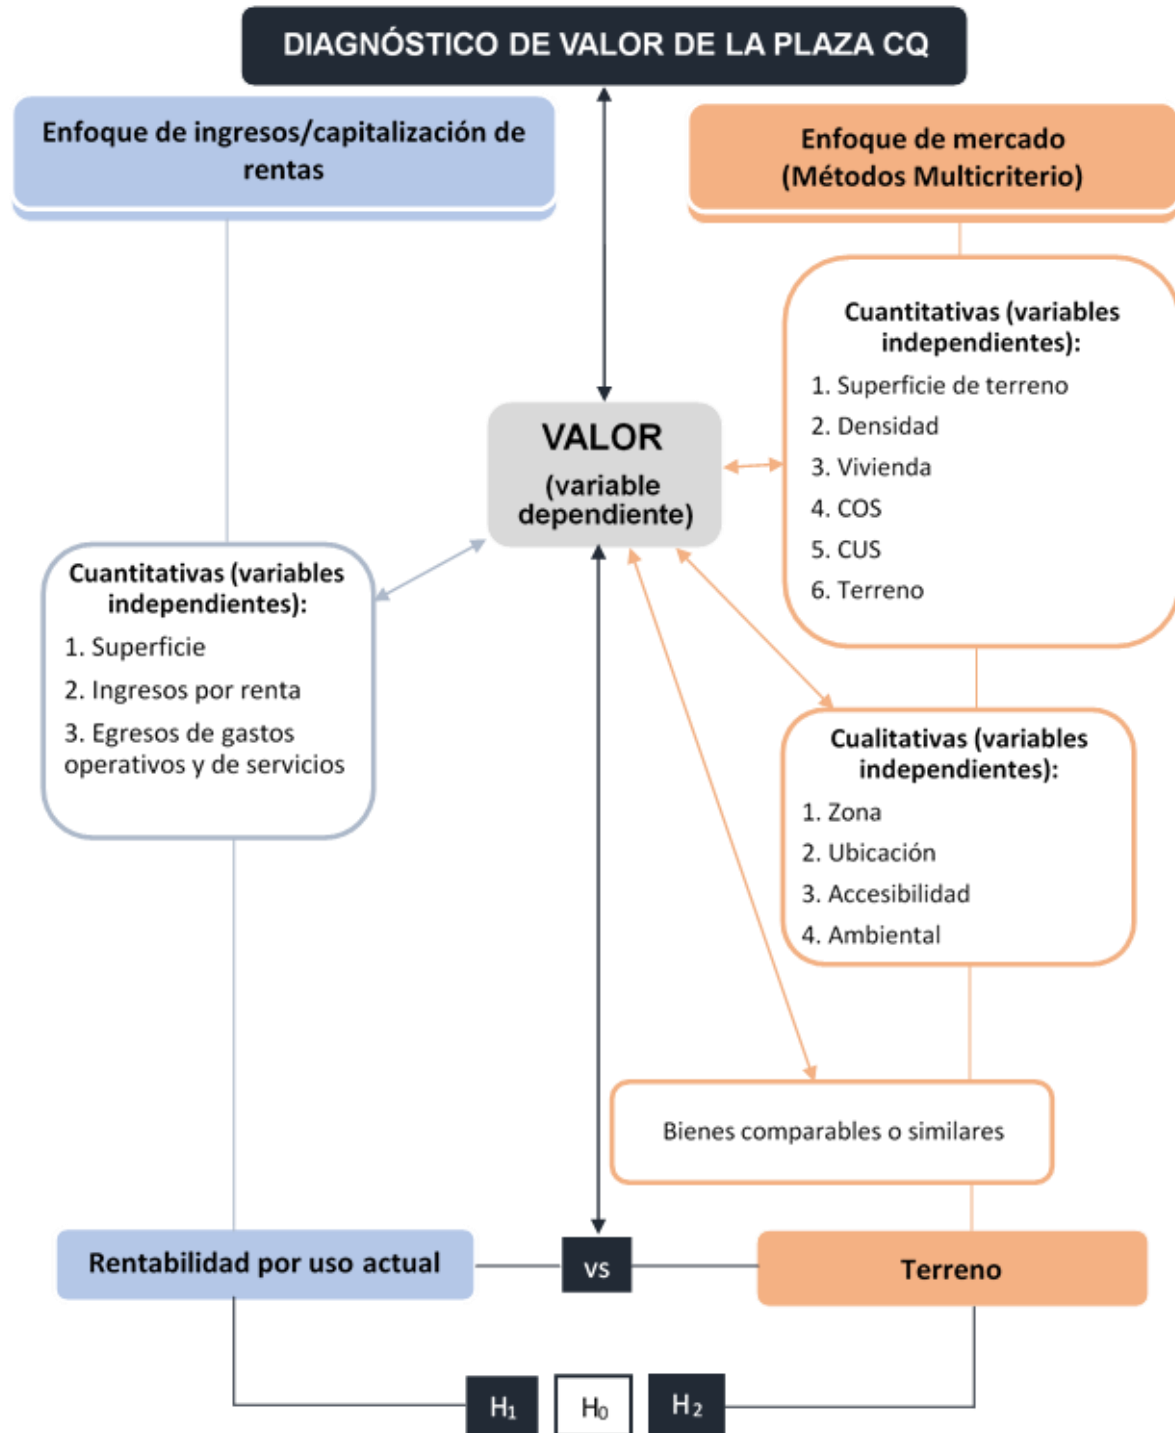 DIAGNÓSTICO DE VALOR DE LA PLAZA CQ
Enfoque de ingresos/capitalización de
rentas
Enfoque de mercado
(Métodos Multicriterio)
Cuantitativas (variables
independientes):
1. Superficie de terreno
2. Densidad
3. Vivienda
4. COS
5. CUS
6. Terreno
VALOR
(variable
dependiente)
Cuantitativas (variables
independientes):
1. Superficie
2. Ingresos por renta
3. Egresos de gastos
operativos y de servicios
Cualitativas (variables
independientes):
1. Zona
2. Ubicación
3. Accesibilidad
4. Ambiental
Bienes comparables o similares
Rentabilidad por uso actual
vs
Terreno
H₁
H₀
H₂